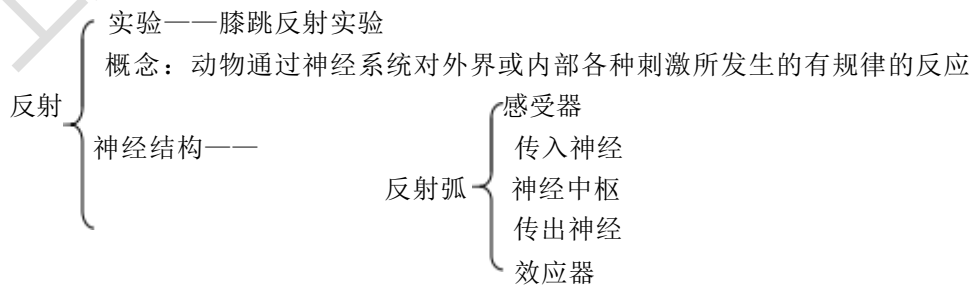 实验——膝跳反射实验
概念：动物通过神经系统对外界或内部各种刺激所发生的有规律的反应
反射
感受器
神经结构——
传入神经
反射弧
神经中枢
传出神经
效应器